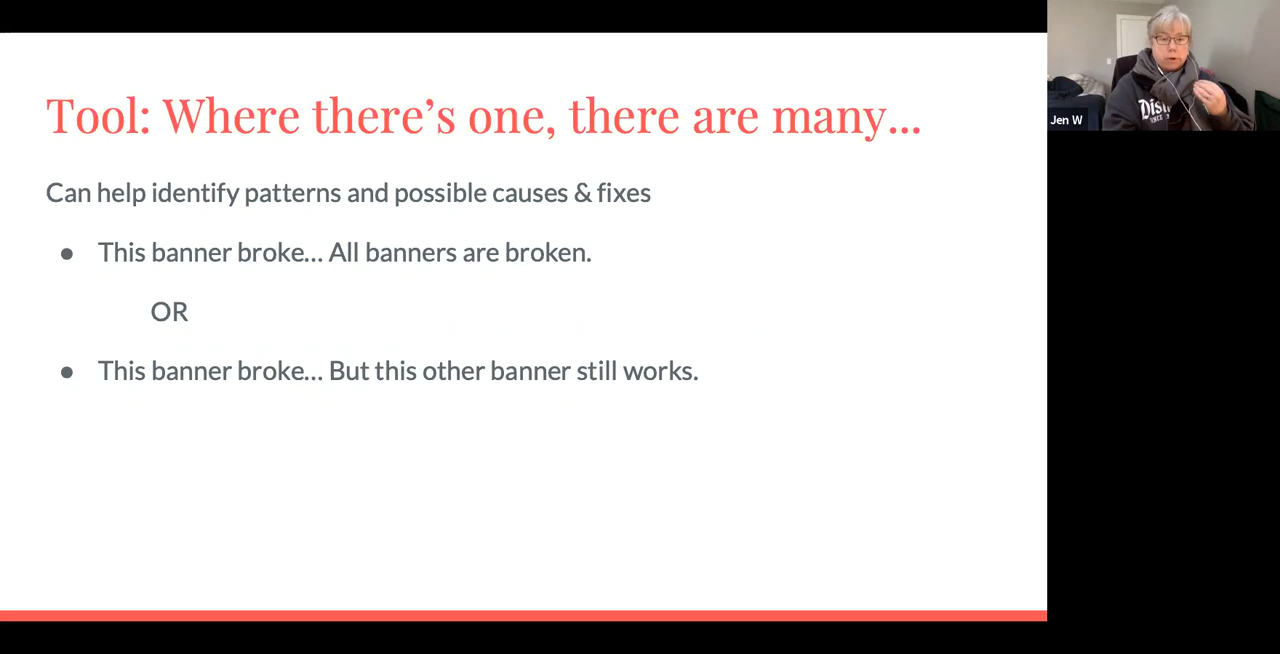 Tool: Where there's one, there are many...
Can help identify patterns and possible causes & fixes
● This banner broke... All banners are broken.
OR
● This banner broke... But this other banner still works.
Jen W